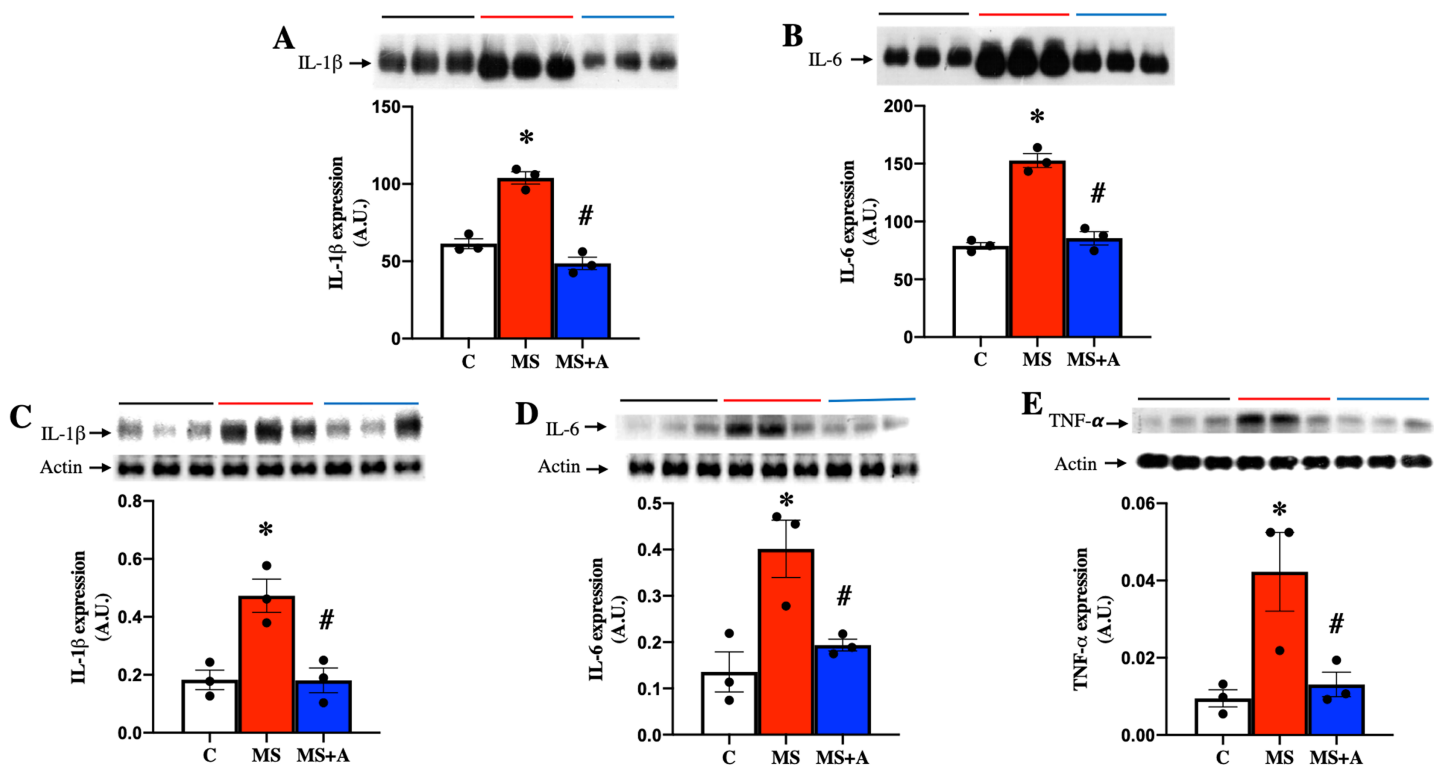 A
IL-1β
150
100
50
0
IL-1β expression
(A.U.)
*
#
C MS MS+A
B
IL-6
200
150
100
50
0
IL-6 expression
(A.U.)
*
#
C MS MS+A
C
IL-1β
Actin
0.8
0.6
0.4
0.2
0.0
IL-1β expression
(A.U.)
*
#
C MS MS+A
D
IL-6
Actin
0.5
0.4
0.3
0.2
0.1
0.0
IL-6 expression
(A.U.)
*
#
C MS MS+A
E
TNF-α
Actin
0.06
0.04
0.02
0.00
TNF-α expression
(A.U.)
*
#
C MS MS+A